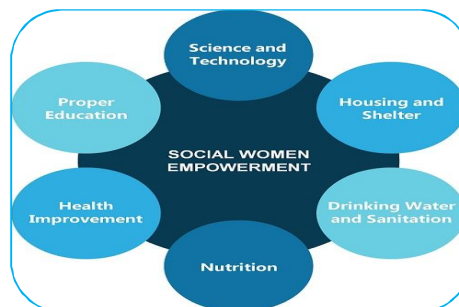 Science and
Technology
Proper
Education
Housing and
Shelter
SOCIAL WOMEN
EMPOWERMENT
Health
Improvement
Drinking Water
and Sanitation
Nutrition